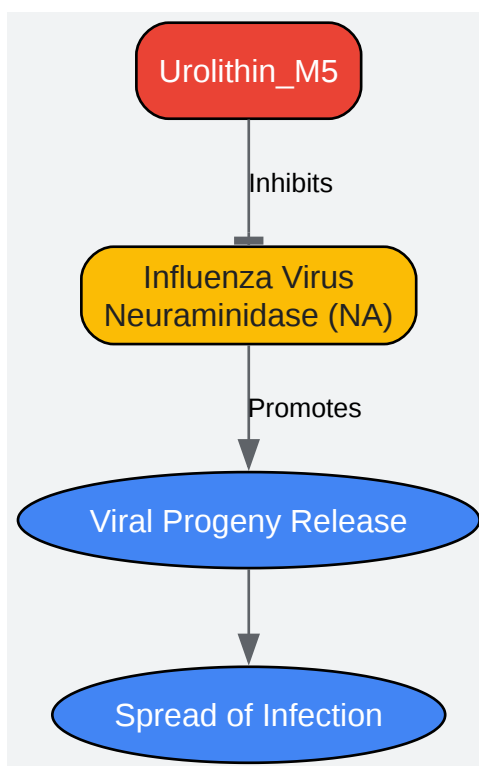 Urolithin_M5
Inhibits
Influenza Virus
Neuraminidase (NA)
Promotes
Viral Progeny Release
Spread of Infection